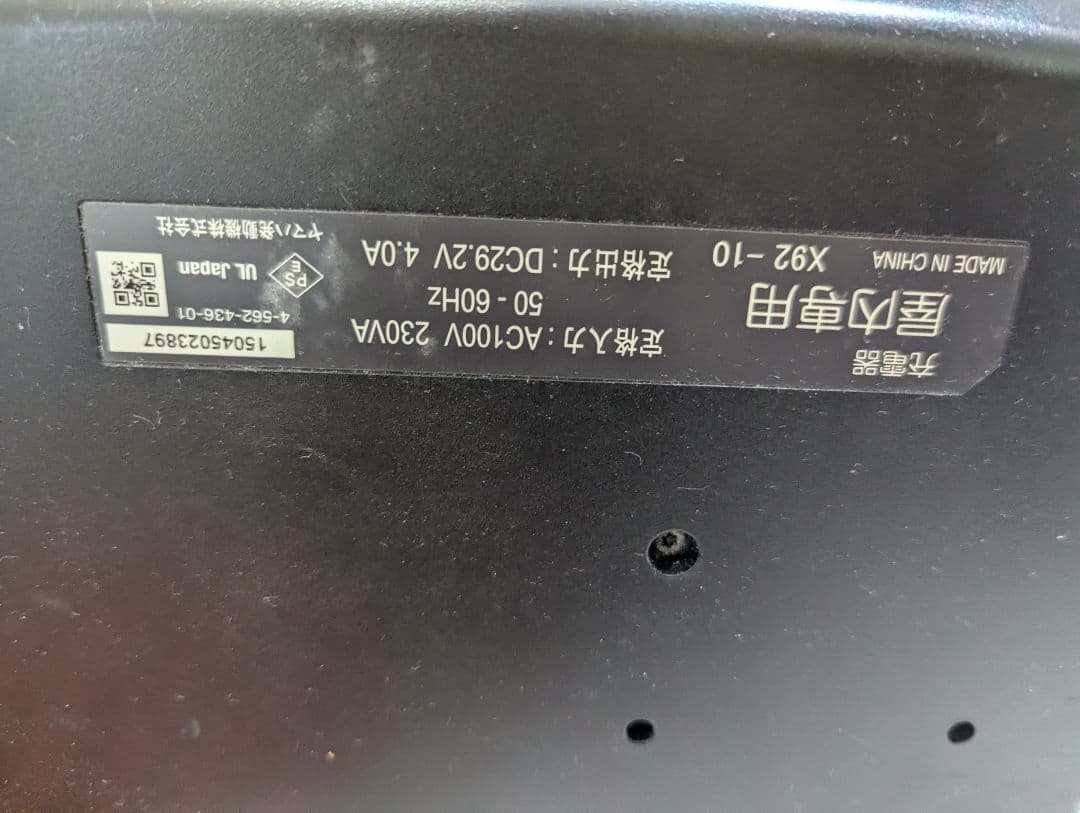 充電器
屋内専用
X92-10
MADE IN CHINA
定格入力：AC100V 230VA
50-60Hz
定格出力：DC29.2V 4.0A
15045023897
4-562-436-01
PS
E
UL Japan
ヤマハ発動機株式会社